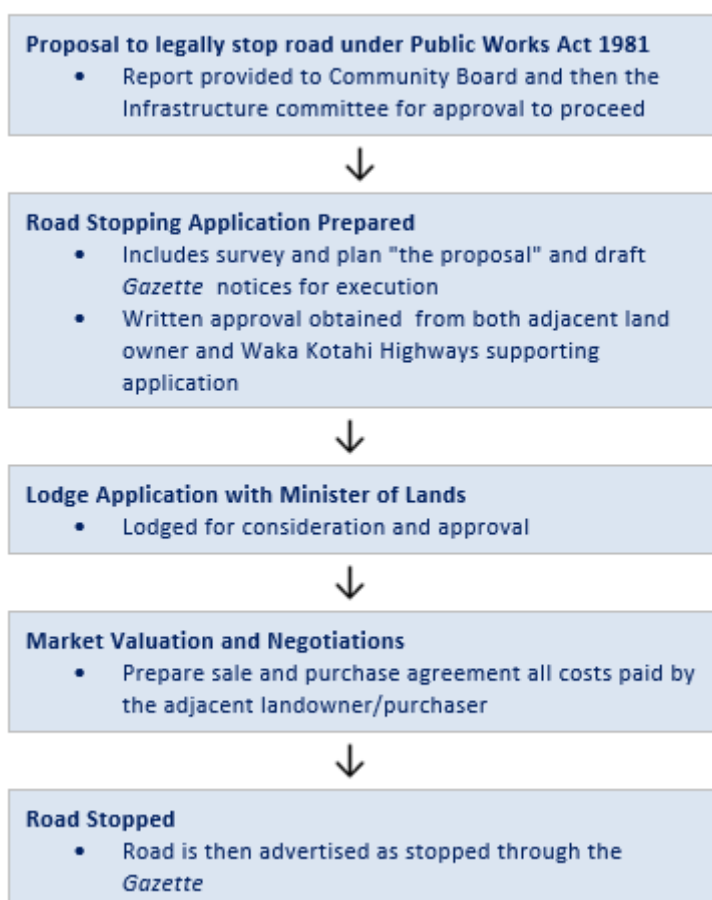 Proposal to legally stop road under Public Works Act 1981
• Report provided to Community Board and then the
Infrastructure committee for approval to proceed
Road Stopping Application Prepared
• Includes survey and plan "the proposal" and draft
Gazette notices for execution
• Written approval obtained from both adjacent land
owner and Waka Kotahi Highways supporting
application
Lodge Application with Minister of Lands
• Lodged for consideration and approval
Market Valuation and Negotiations
• Prepare sale and purchase agreement all costs paid by
the adjacent landowner/purchaser
Road Stopped
• Road is then advertised as stopped through the
Gazette